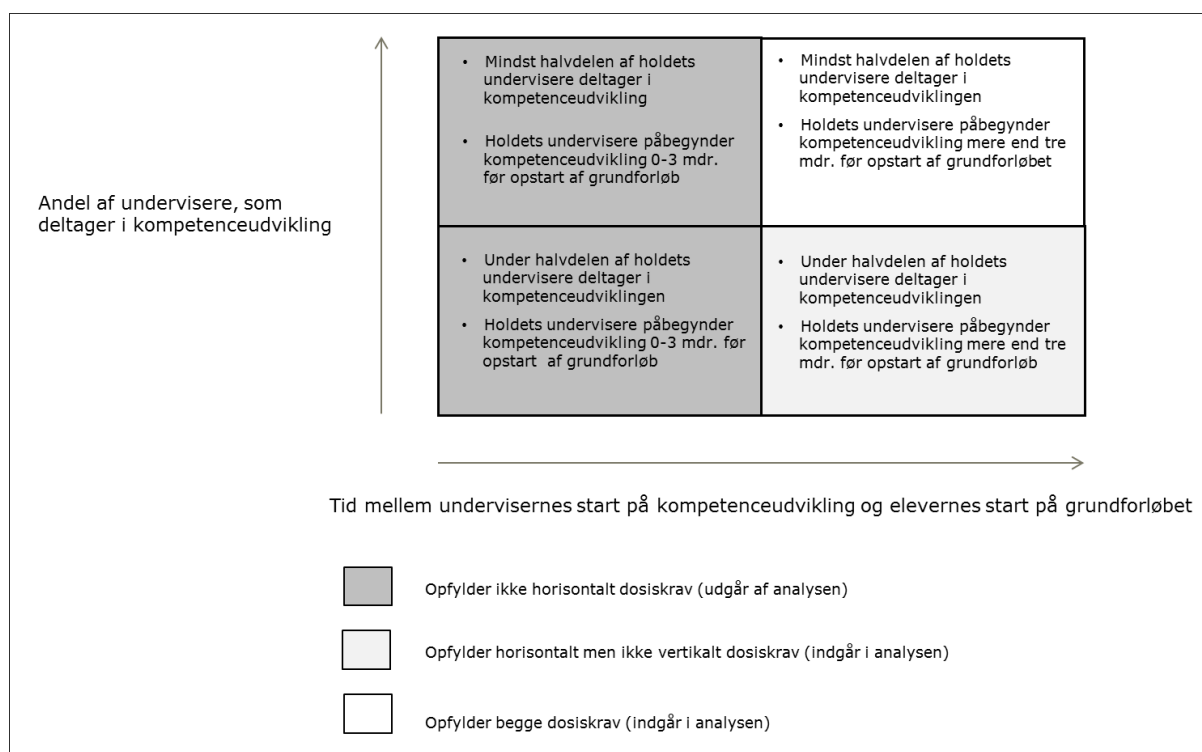 • Mindst halvdelen af holdets
undervisere deltager i
kompetenceudvikling
• Holdets undervisere påbegynder
kompetenceudvikling 0-3 mdr.
før opstart af grundforløb
• Mindst halvdelen af holdets
undervisere deltager i
kompetenceudviklingen
• Holdets undervisere påbegynder
kompetenceudvikling mere end tre
mdr. før opstart af grundforløbet
Andel af undervisere, som
deltager i kompetenceudvikling
• Under halvdelen af holdets
undervisere deltager i
kompetenceudviklingen
• Holdets undervisere påbegynder
kompetenceudvikling 0-3 mdr. før
opstart af grundforløb
• Under halvdelen af holdets
undervisere deltager i
kompetenceudviklingen
• Holdets undervisere påbegynder
kompetenceudvikling mere end tre
mdr. før opstart af grundforløb
Tid mellem undervisernes start på kompetenceudvikling og elevernes start på grundforløbet
Opfylder ikke horisontalt dosiskrav (udgår af analysen)
Opfylder horisontalt men ikke vertikalt dosiskrav (indgår i analysen)
Opfylder begge dosiskrav (indgår i analysen)